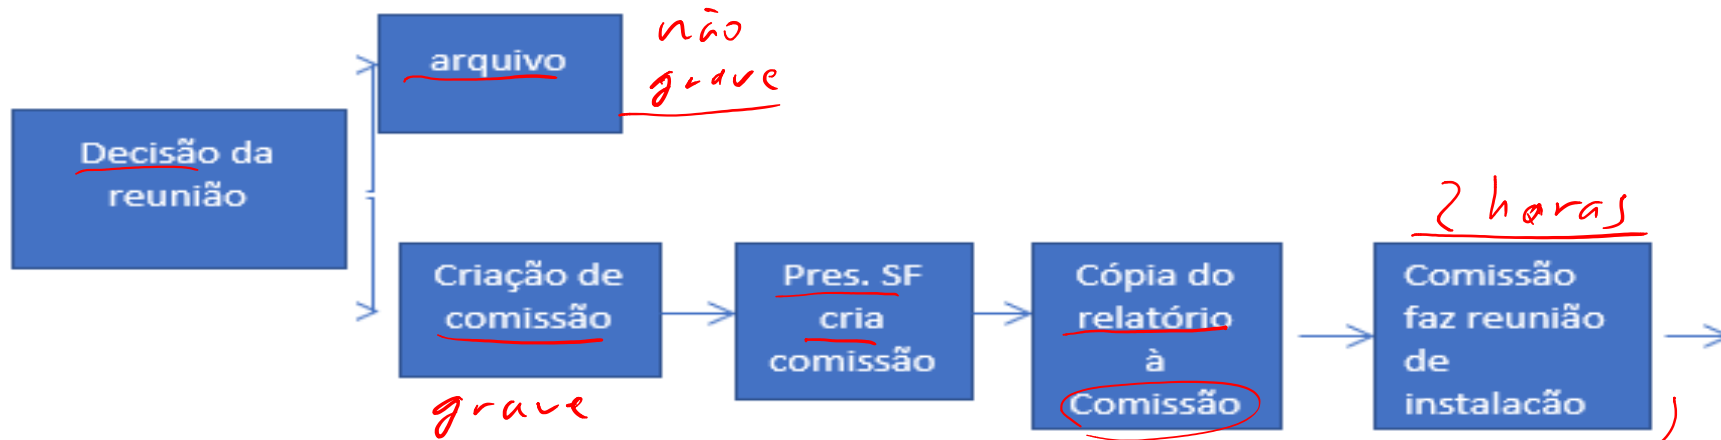 arquivo
não
grave
Decisão da
reunião
2 horas
Criação de
comissão
grave
Pres. SF
cria
comissão
Cópia do
relatório
à
Comissão
Comissão
faz reunião
de
instalacão